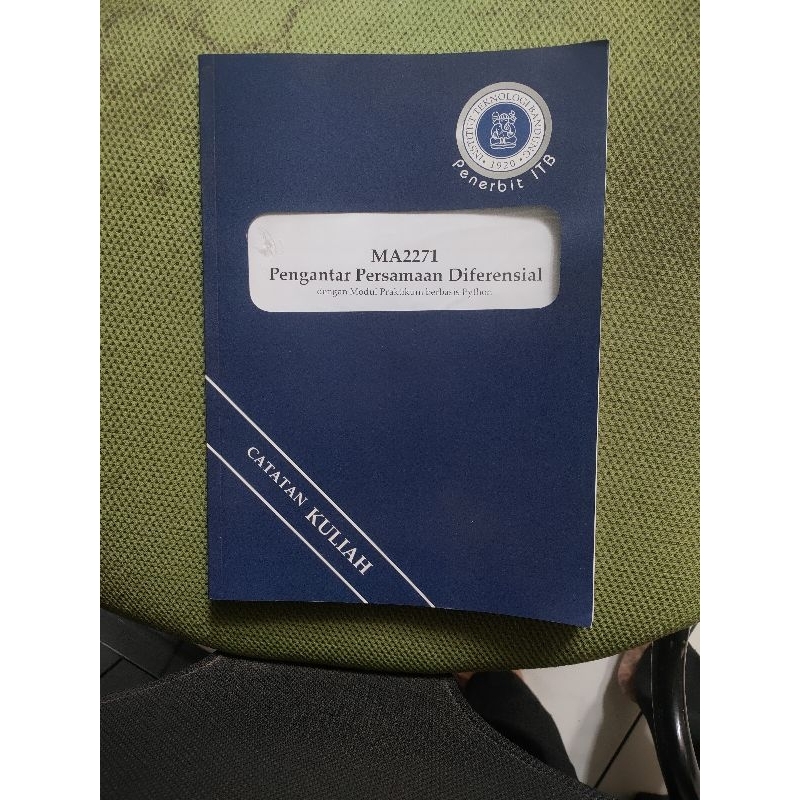 INSTITUT TEKNOLOGI BANDUNG
• 1920 •
Penerbit ITB
MA2271
Pengantar Persamaan Diferensial
dengan Modul Praktikum berbasis Python
CATATAN KULIAH